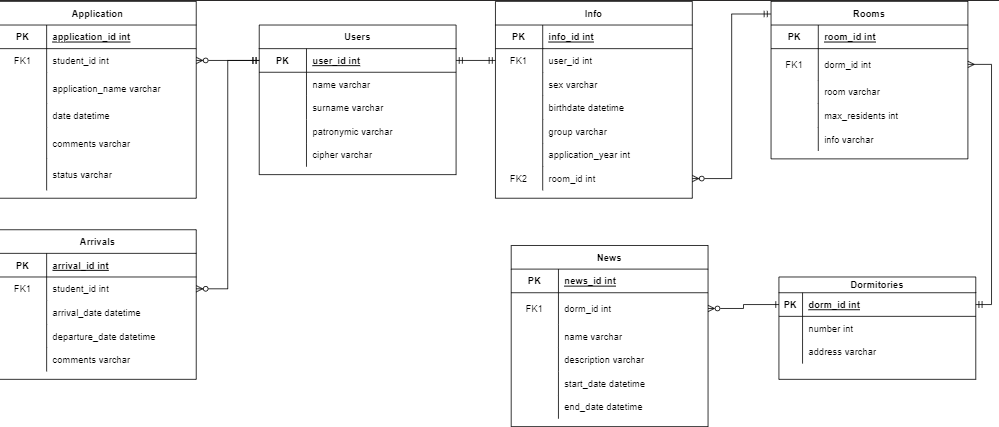 Application
PK application_id int
FK1 student_id int
application_name varchar
date datetime
comments varchar
status varchar
Users
PK user_id int
name varchar
surname varchar
patronymic varchar
cipher varchar
Info
PK info_id int
FK1 user_id int
sex varchar
birthdate datetime
group varchar
application_year int
FK2 room_id int
Rooms
PK room_id int
FK1 dorm_id int
room varchar
max_residents int
info varchar
Arrivals
PK arrival_id int
FK1 student_id int
arrival_date datetime
departure_date datetime
comments varchar
News
PK news_id int
FK1 dorm_id int
name varchar
description varchar
start_date datetime
end_date datetime
Dormitories
PK dorm_id int
number int
address varchar